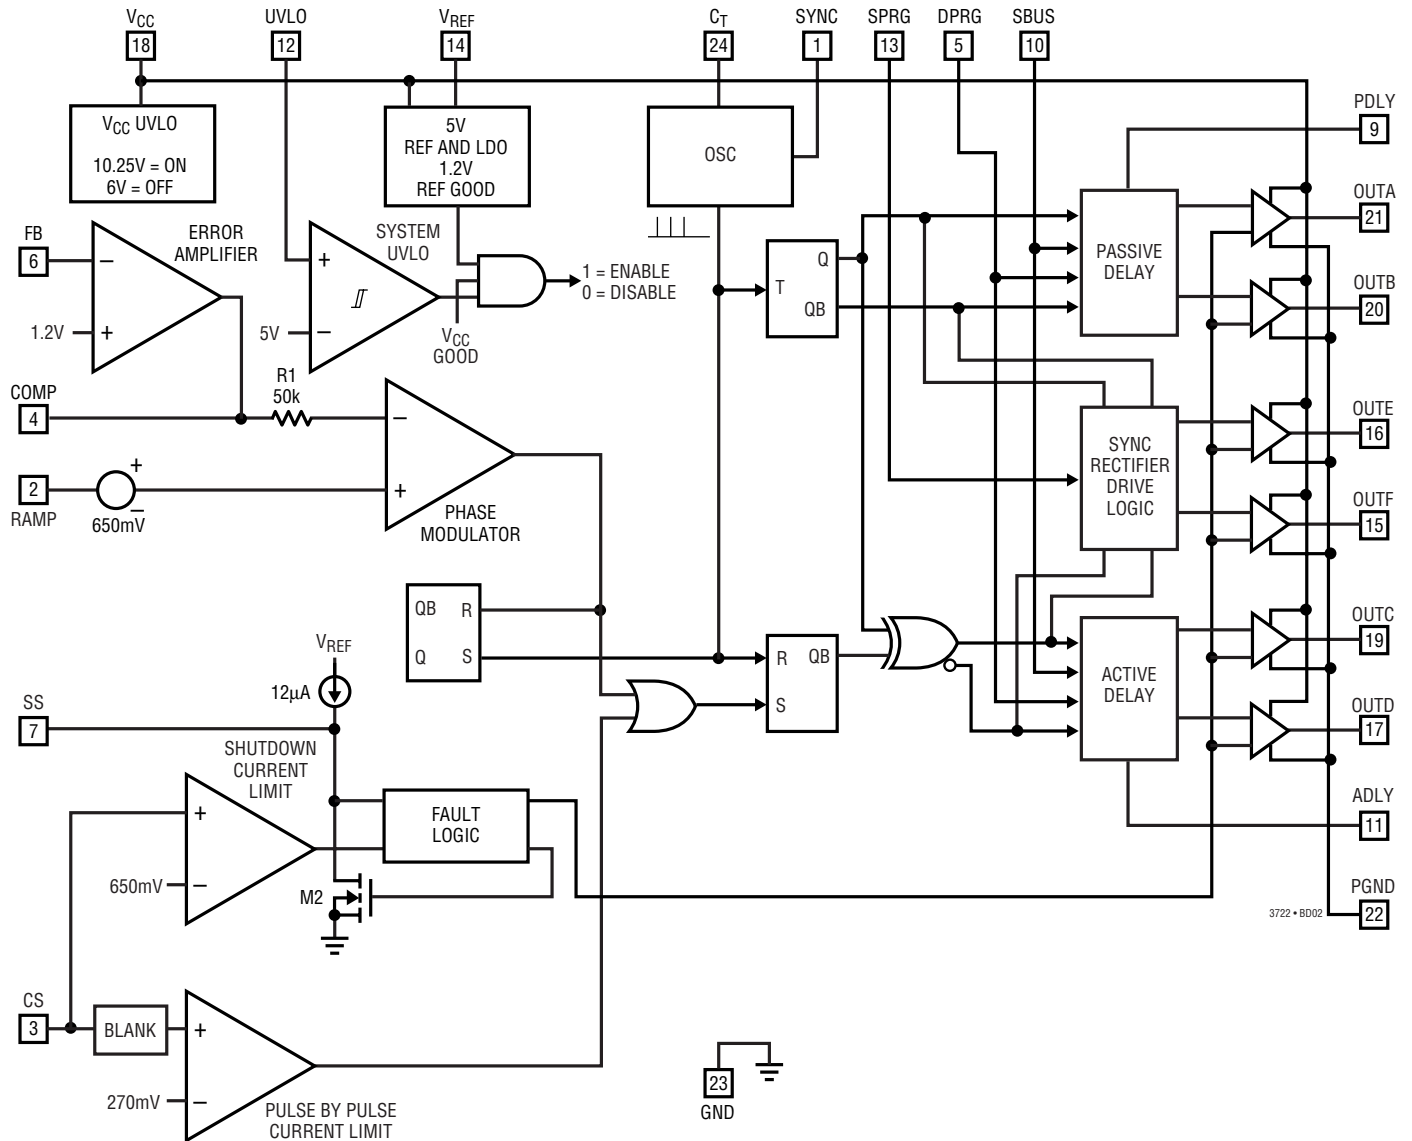 VCC
UVLO
VREF
CT
SYNC
SPRG
DPRG
SBUS
18
12
14
24
1
13
5
10
VCC UVLO
10.25V = ON
6V = OFF
5V
REF AND LDO
1.2V
REF GOOD
OSC
PDLY
9
FB
6
−
+
1.2V
ERROR
AMPLIFIER
SYSTEM
UVLO
+
−
5V
VCC
GOOD
1 = ENABLE
0 = DISABLE
T
Q
QB
PASSIVE
DELAY
OUTA
21
OUTB
20
COMP
4
R1
50k
−
+
PHASE
MODULATOR
2
RAMP
+
−
650mV
SYNC
RECTIFIER
DRIVE
LOGIC
OUTE
16
OUTF
15
QB
R
Q
S
R
QB
S
ACTIVE
DELAY
OUTC
19
OUTD
17
VREF
12µA
SS
7
SHUTDOWN
CURRENT
LIMIT
+
−
650mV
FAULT
LOGIC
M2
ADLY
11
PGND
22
3722 • BD02
CS
3
BLANK
+
−
270mV
PULSE BY PULSE
CURRENT LIMIT
23
GND